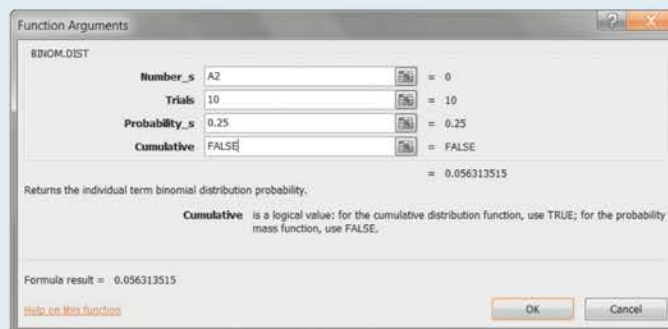 Function Arguments
BINOM.DIST
Number_s A2 = 0
Trials 10 = 10
Probability_s 0.25 = 0.25
Cumulative FALSE = FALSE
= 0.056313515
Returns the individual term binomial distribution probability.
Cumulative is a logical value: for the cumulative distribution function, use TRUE; for the probability
mass function, use FALSE.
Formula result = 0.056313515
Help on this function OK Cancel